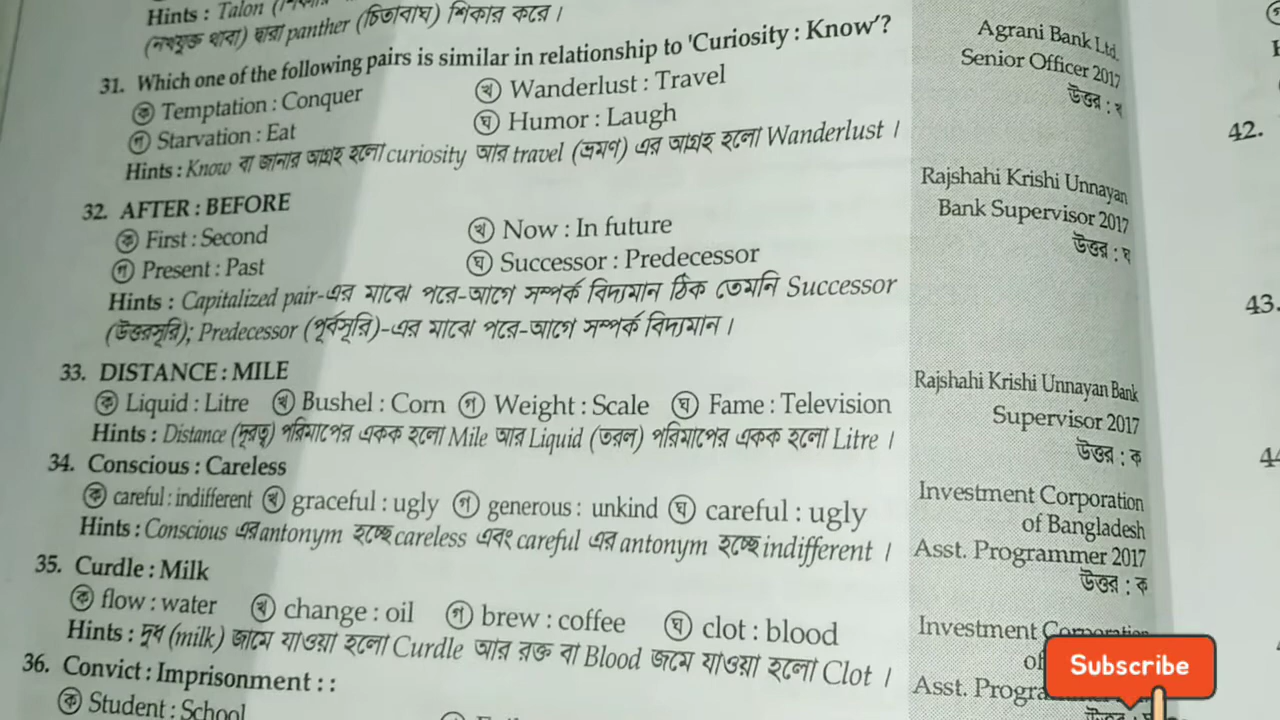 Hints : Talon
(নখযুক্ত থাবা) দ্বারা panther (চিতাবাঘ) শিকার করে।
31. Which one of the following pairs is similar in relationship to 'Curiosity : Know'?
ক Temptation : Conquer খ Wanderlust : Travel
গ Starvation : Eat ঘ Humor : Laugh
Hints : Know বা জানার আগ্রহ হলো curiosity আর travel (ভ্রমণ) এর আগ্রহ হলো Wanderlust ।
Agrani Bank Ltd.
Senior Officer 2017
উত্তর : খ
32. AFTER : BEFORE
ক First : Second খ Now : In future
গ Present : Past ঘ Successor : Predecessor
Hints : Capitalized pair-এর মাঝে পরে-আগে সম্পর্ক বিদ্যমান ঠিক তেমনি Successor
(উত্তরসূরি); Predecessor (পূর্বসূরি)-এর মাঝে পরে-আগে সম্পর্ক বিদ্যমান।
Rajshahi Krishi Unnayan
Bank Supervisor 2017
উত্তর : ঘ
33. DISTANCE : MILE
ক Liquid : Litre খ Bushel : Corn গ Weight : Scale ঘ Fame : Television
Hints : Distance (দূরত্ব) পরিমাপের একক হলো Mile আর Liquid (তরল) পরিমাপের একক হলো Litre ।
Rajshahi Krishi Unnayan Bank
Supervisor 2017
উত্তর : ক
34. Conscious : Careless
ক careful : indifferent খ graceful : ugly গ generous : unkind ঘ careful : ugly
Hints : Conscious এর antonym হচ্ছে careless এবং careful এর antonym হচ্ছে indifferent ।
Investment Corporation
of Bangladesh
Asst. Programmer 2017
উত্তর : ক
35. Curdle : Milk
ক flow : water খ change : oil গ brew : coffee ঘ clot : blood
Hints : দুধ (milk) জমে যাওয়া হলো Curdle আর রক্ত বা Blood জমে যাওয়া হলো Clot ।
Investment Corporation
of
Asst.
36. Convict : Imprisonment : :
ক Student : School
42.
43.
Subscribe